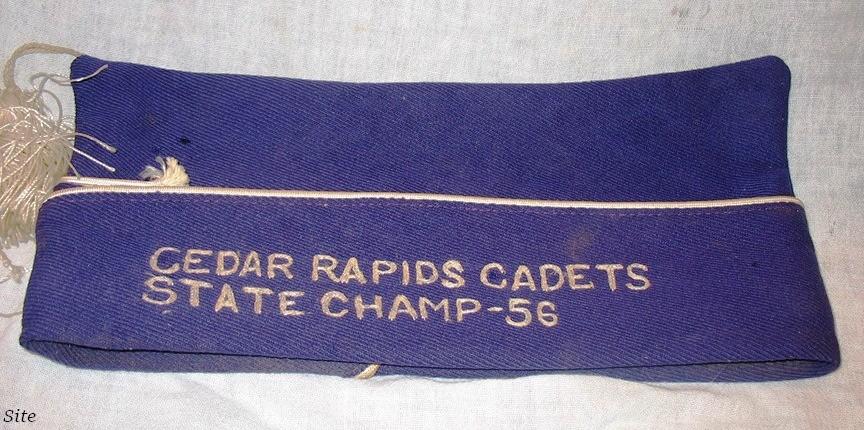 CEDAR RAPIDS CADETS
STATE CHAMP-56
Site